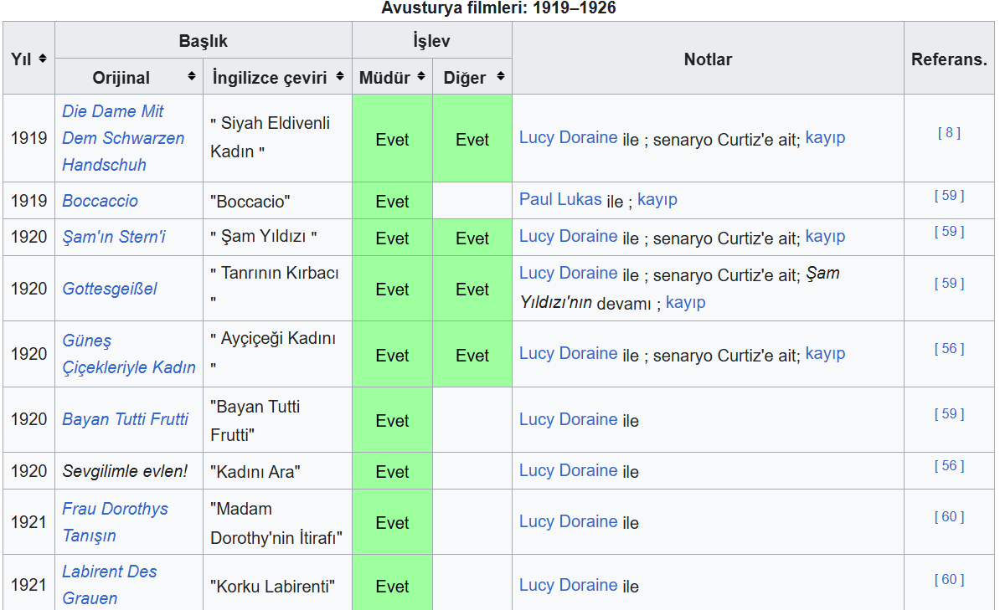 Avusturya filmleri: 1919–1926
Yıl
Başlık
İşlev
Notlar
Referans.
Orijinal
İngilizce çeviri
Müdür
Diğer
1919
Die Dame Mit
Dem Schwarzen
Handschuh
" Siyah Eldivenli
Kadın "
Evet
Evet
Lucy Doraine ile ; senaryo Curtiz'e ait; kayıp
[ 8 ]
1919
Boccaccio
"Boccacio"
Evet
Paul Lukas ile ; kayıp
[ 59 ]
1920
Şam'ın Stern'i
" Şam Yıldızı "
Evet
Evet
Lucy Doraine ile ; senaryo Curtiz'e ait; kayıp
[ 59 ]
1920
Gottesgeißel
" Tanrının Kırbacı
"
Evet
Evet
Lucy Doraine ile ; senaryo Curtiz'e ait; Şam
Yıldızı'nın devamı ; kayıp
[ 59 ]
1920
Güneş
Çiçekleriyle Kadın
" Ayçiçeği Kadını
"
Evet
Evet
Lucy Doraine ile ; senaryo Curtiz'e ait; kayıp
[ 56 ]
1920
Bayan Tutti Frutti
"Bayan Tutti
Frutti"
Evet
Lucy Doraine ile
[ 59 ]
1920
Sevgilimle evlen!
"Kadını Ara"
Evet
Lucy Doraine ile
[ 56 ]
1921
Frau Dorothys
Tanışın
"Madam
Dorothy'nin İtirafı"
Evet
Lucy Doraine ile
[ 60 ]
1921
Labirent Des
Grauen
"Korku Labirenti"
Evet
Lucy Doraine ile
[ 60 ]